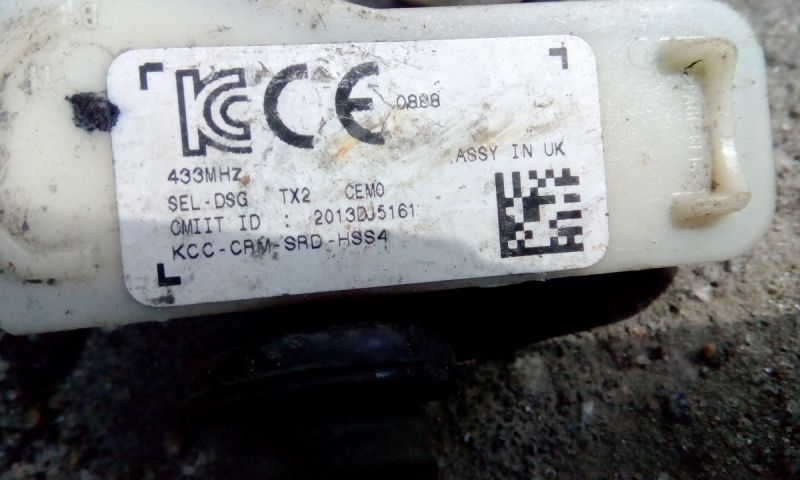 KC CE 0888
ASSY IN UK
433MHZ
SEL-DSG TX2 CEM0
CMIIT ID : 2013DJ5161
KCC-CRM-SRD-HSS4